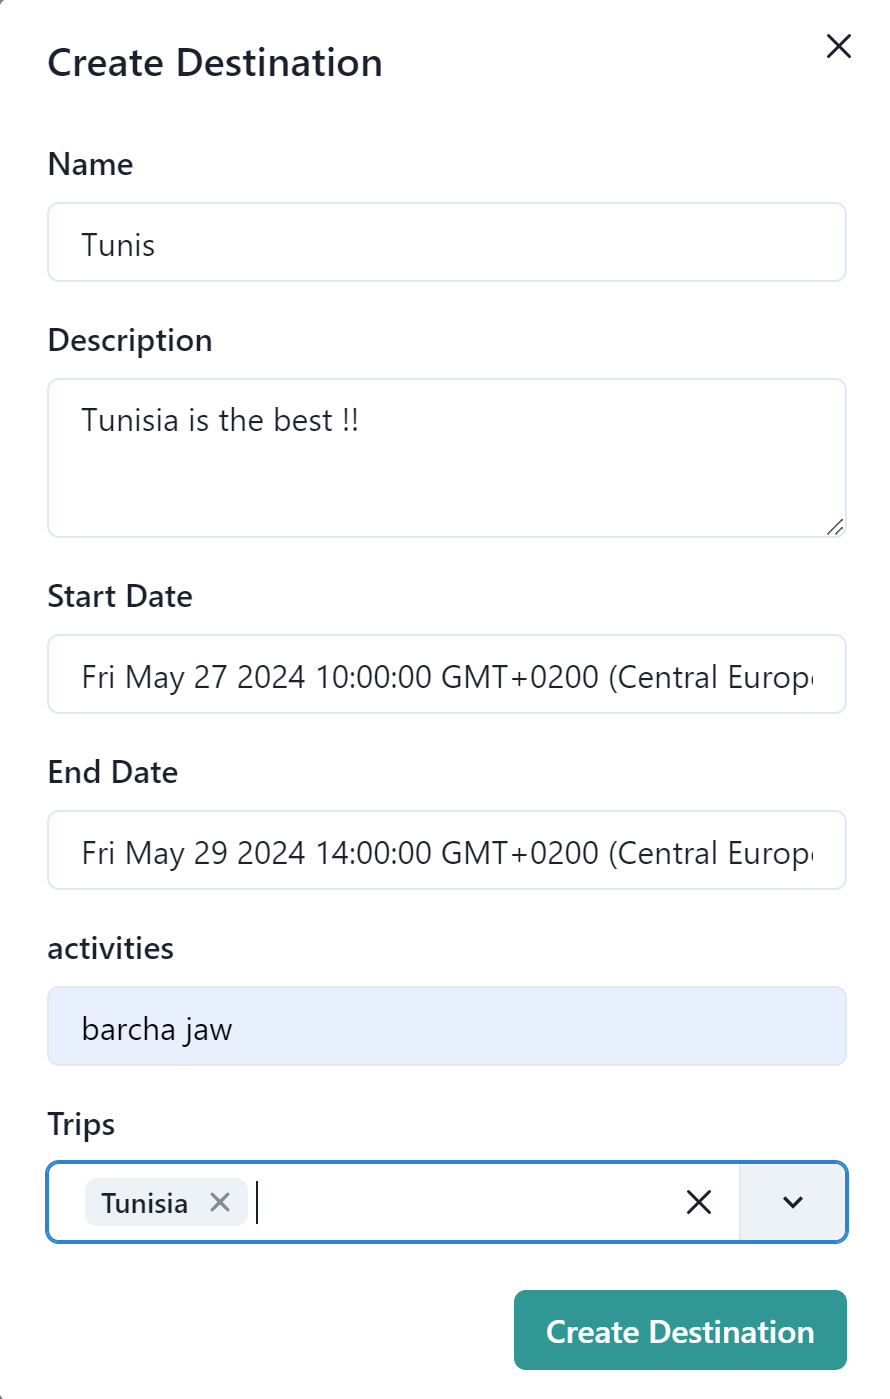 Create Destination
Name
Tunis
Description
Tunisia is the best !!
Start Date
Fri May 27 2024 10:00:00 GMT+0200 (Central Europ
End Date
Fri May 29 2024 14:00:00 GMT+0200 (Central Europ
activities
barcha jaw
Trips
Tunisia
Create Destination